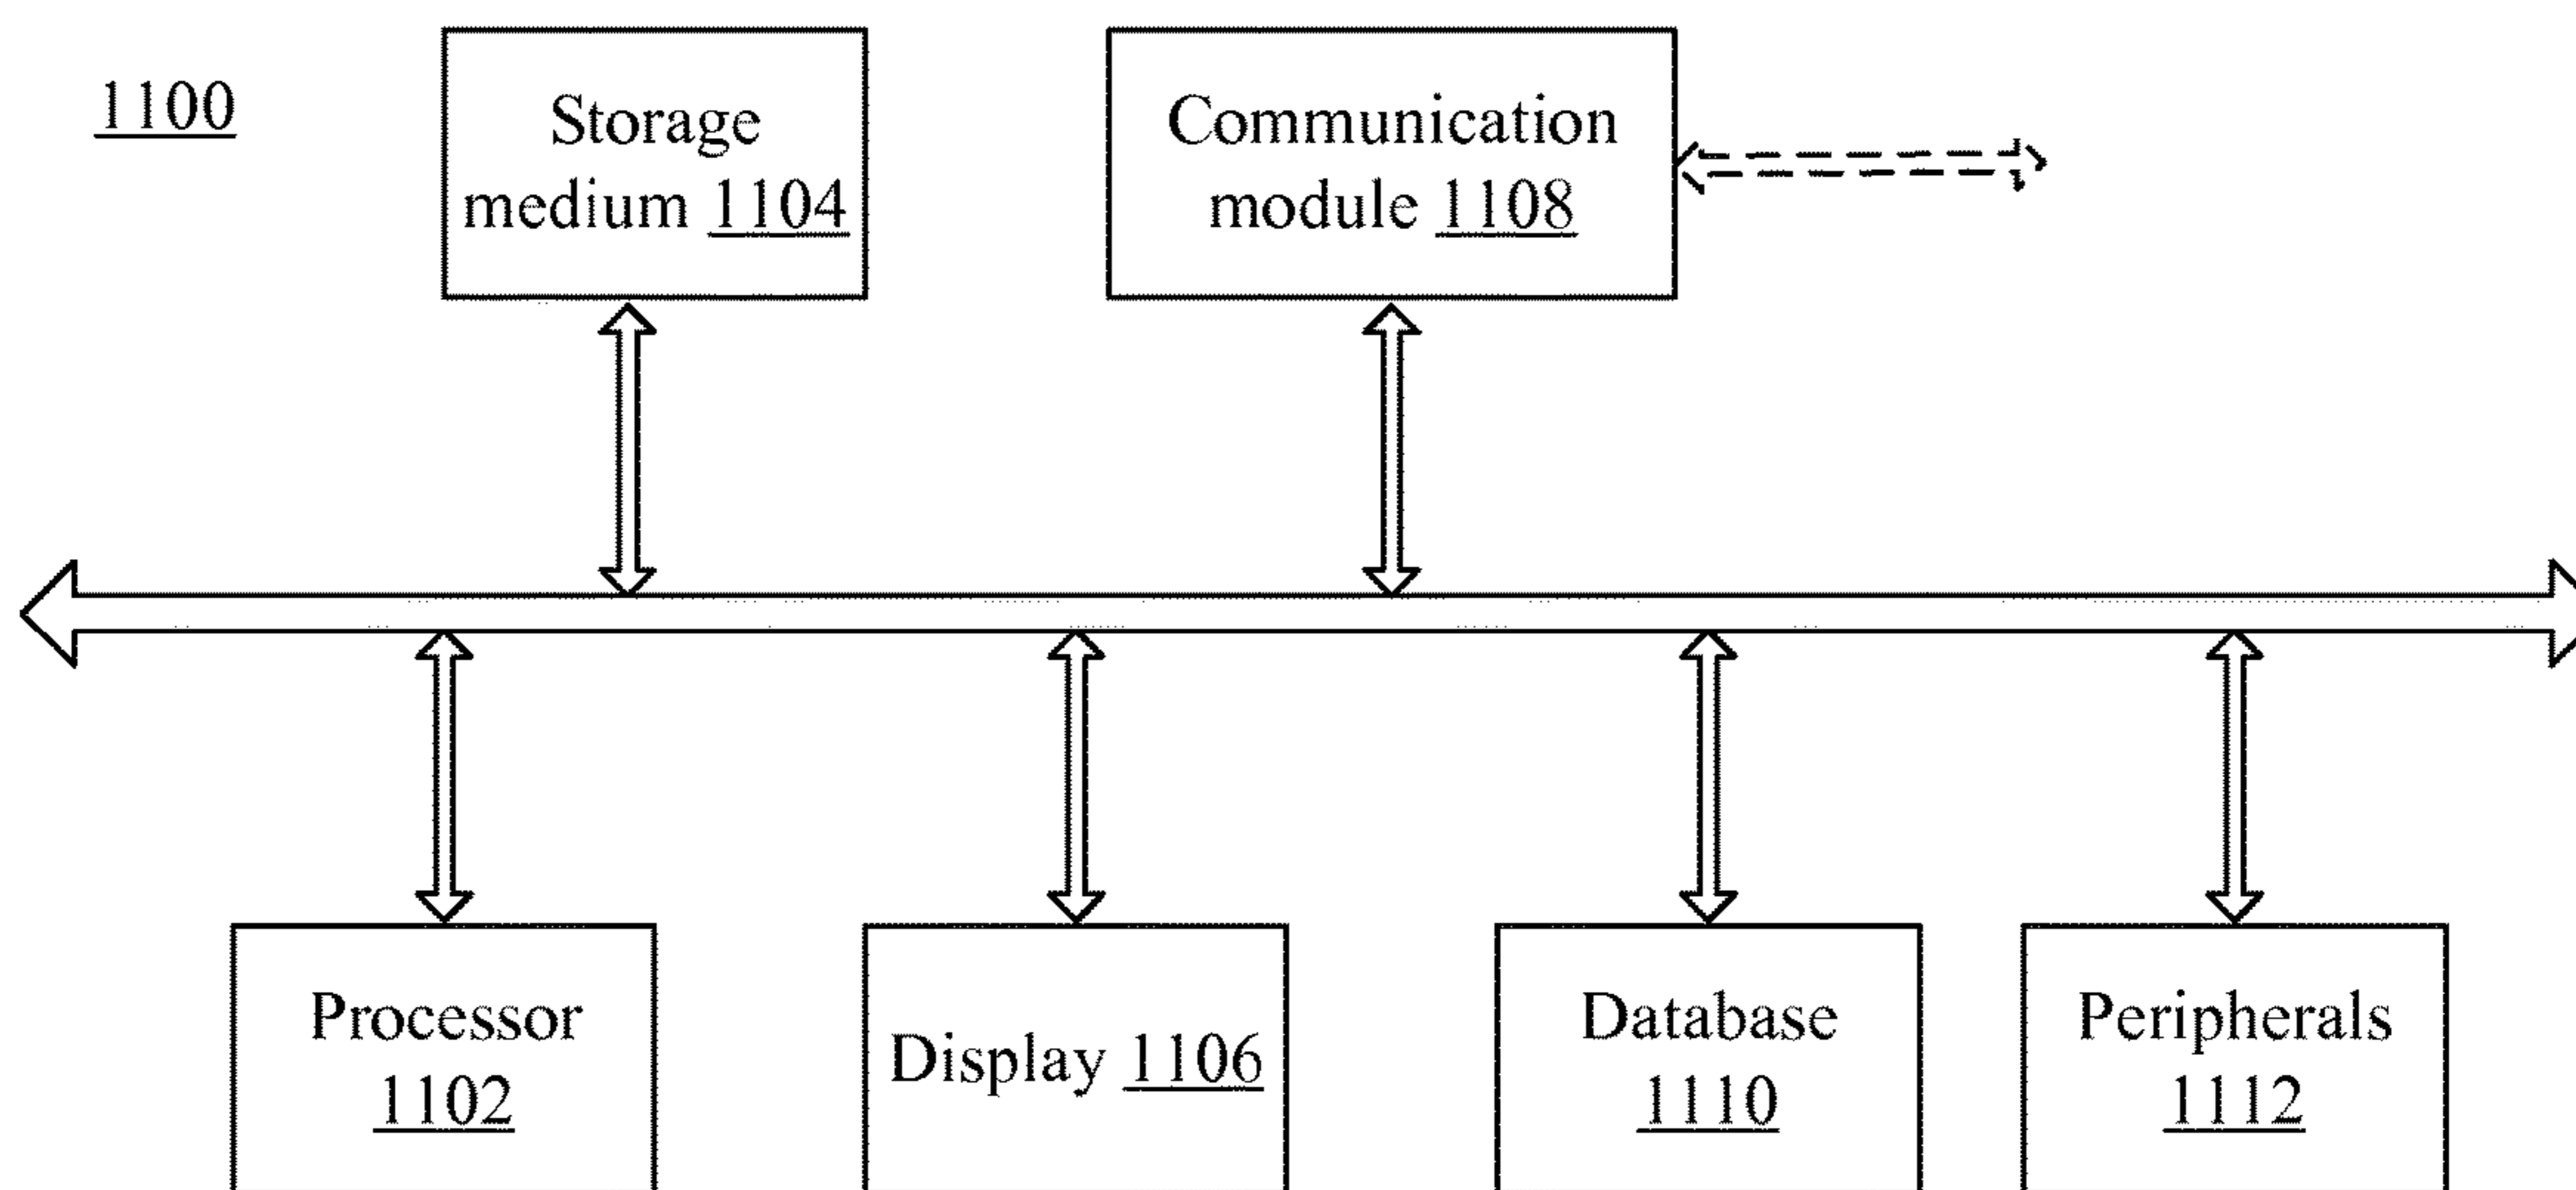 1100
Storage
medium 1104
Communication
module 1108
Processor
1102
Display 1106
Database
1110
Peripherals
1112